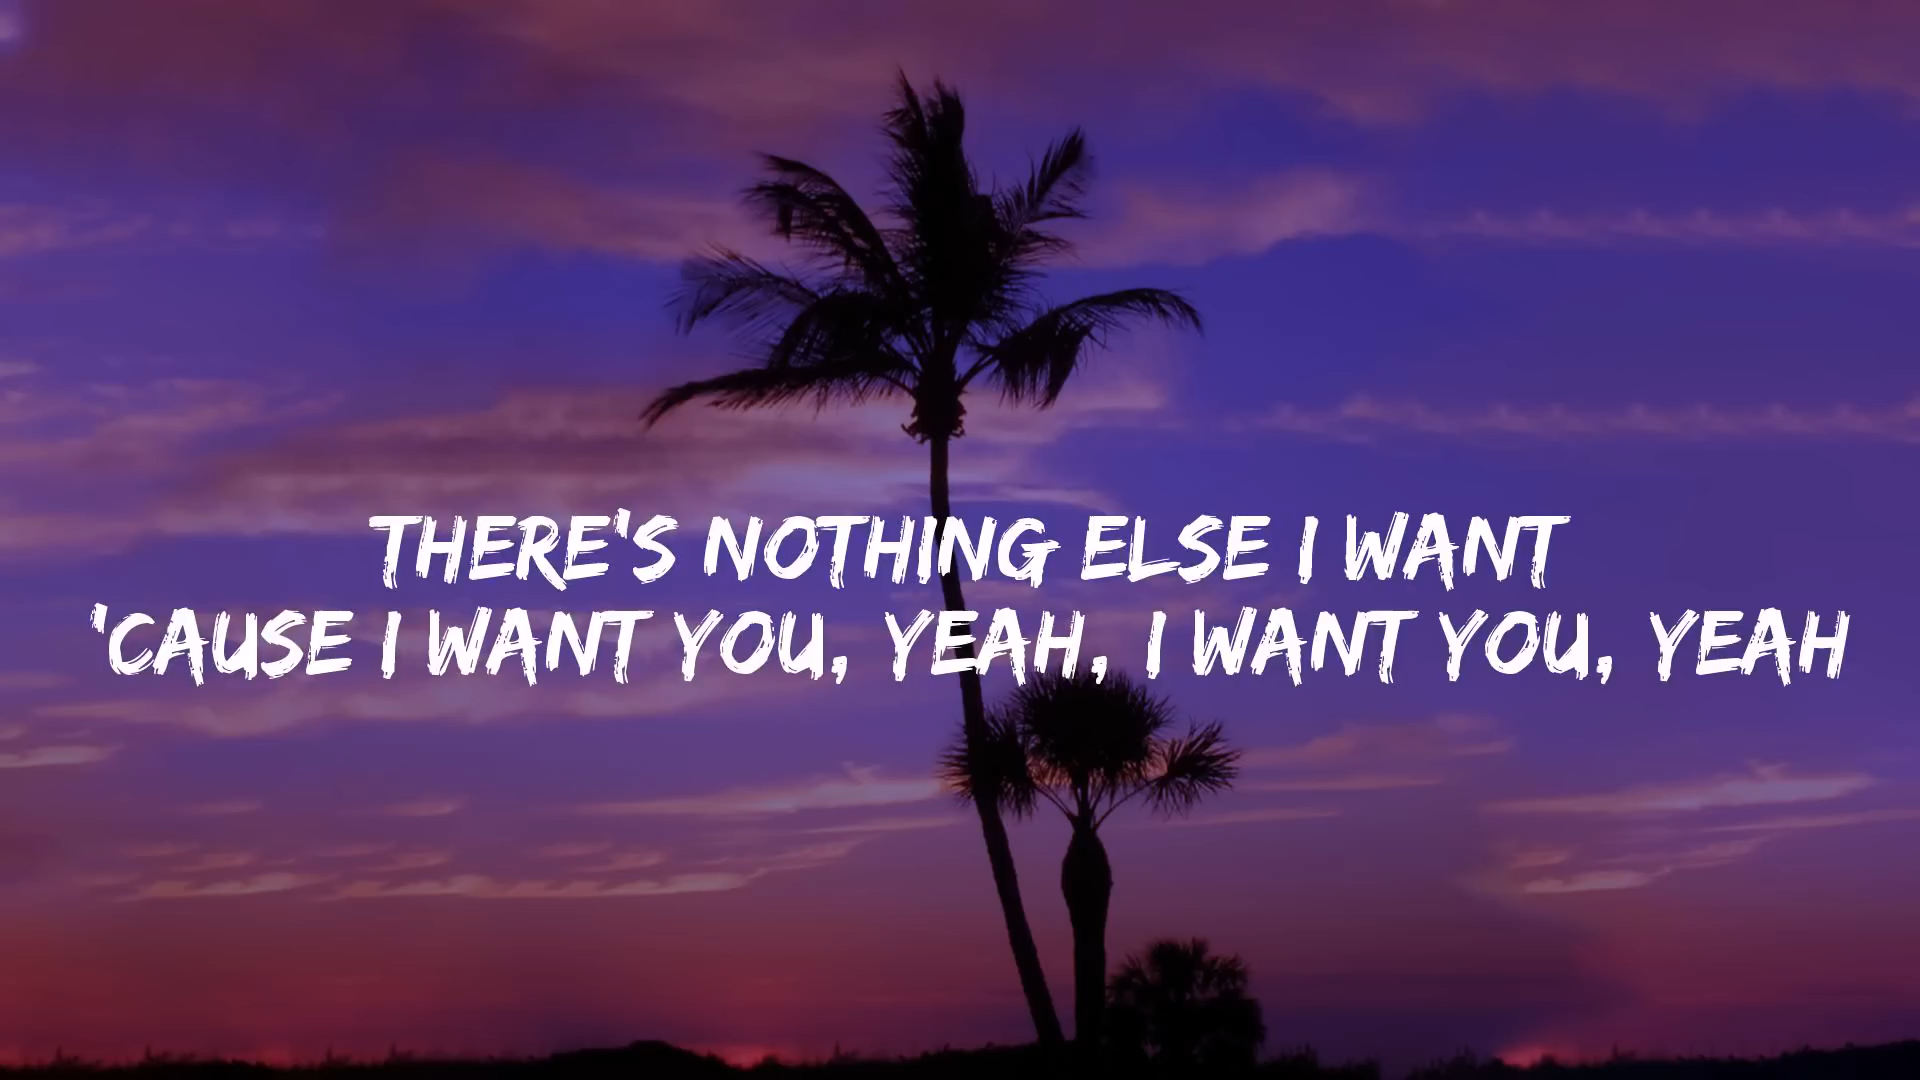 THERE'S NOTHING ELSE I WANT
'CAUSE I WANT YOU, YEAH, I WANT YOU, YEAH